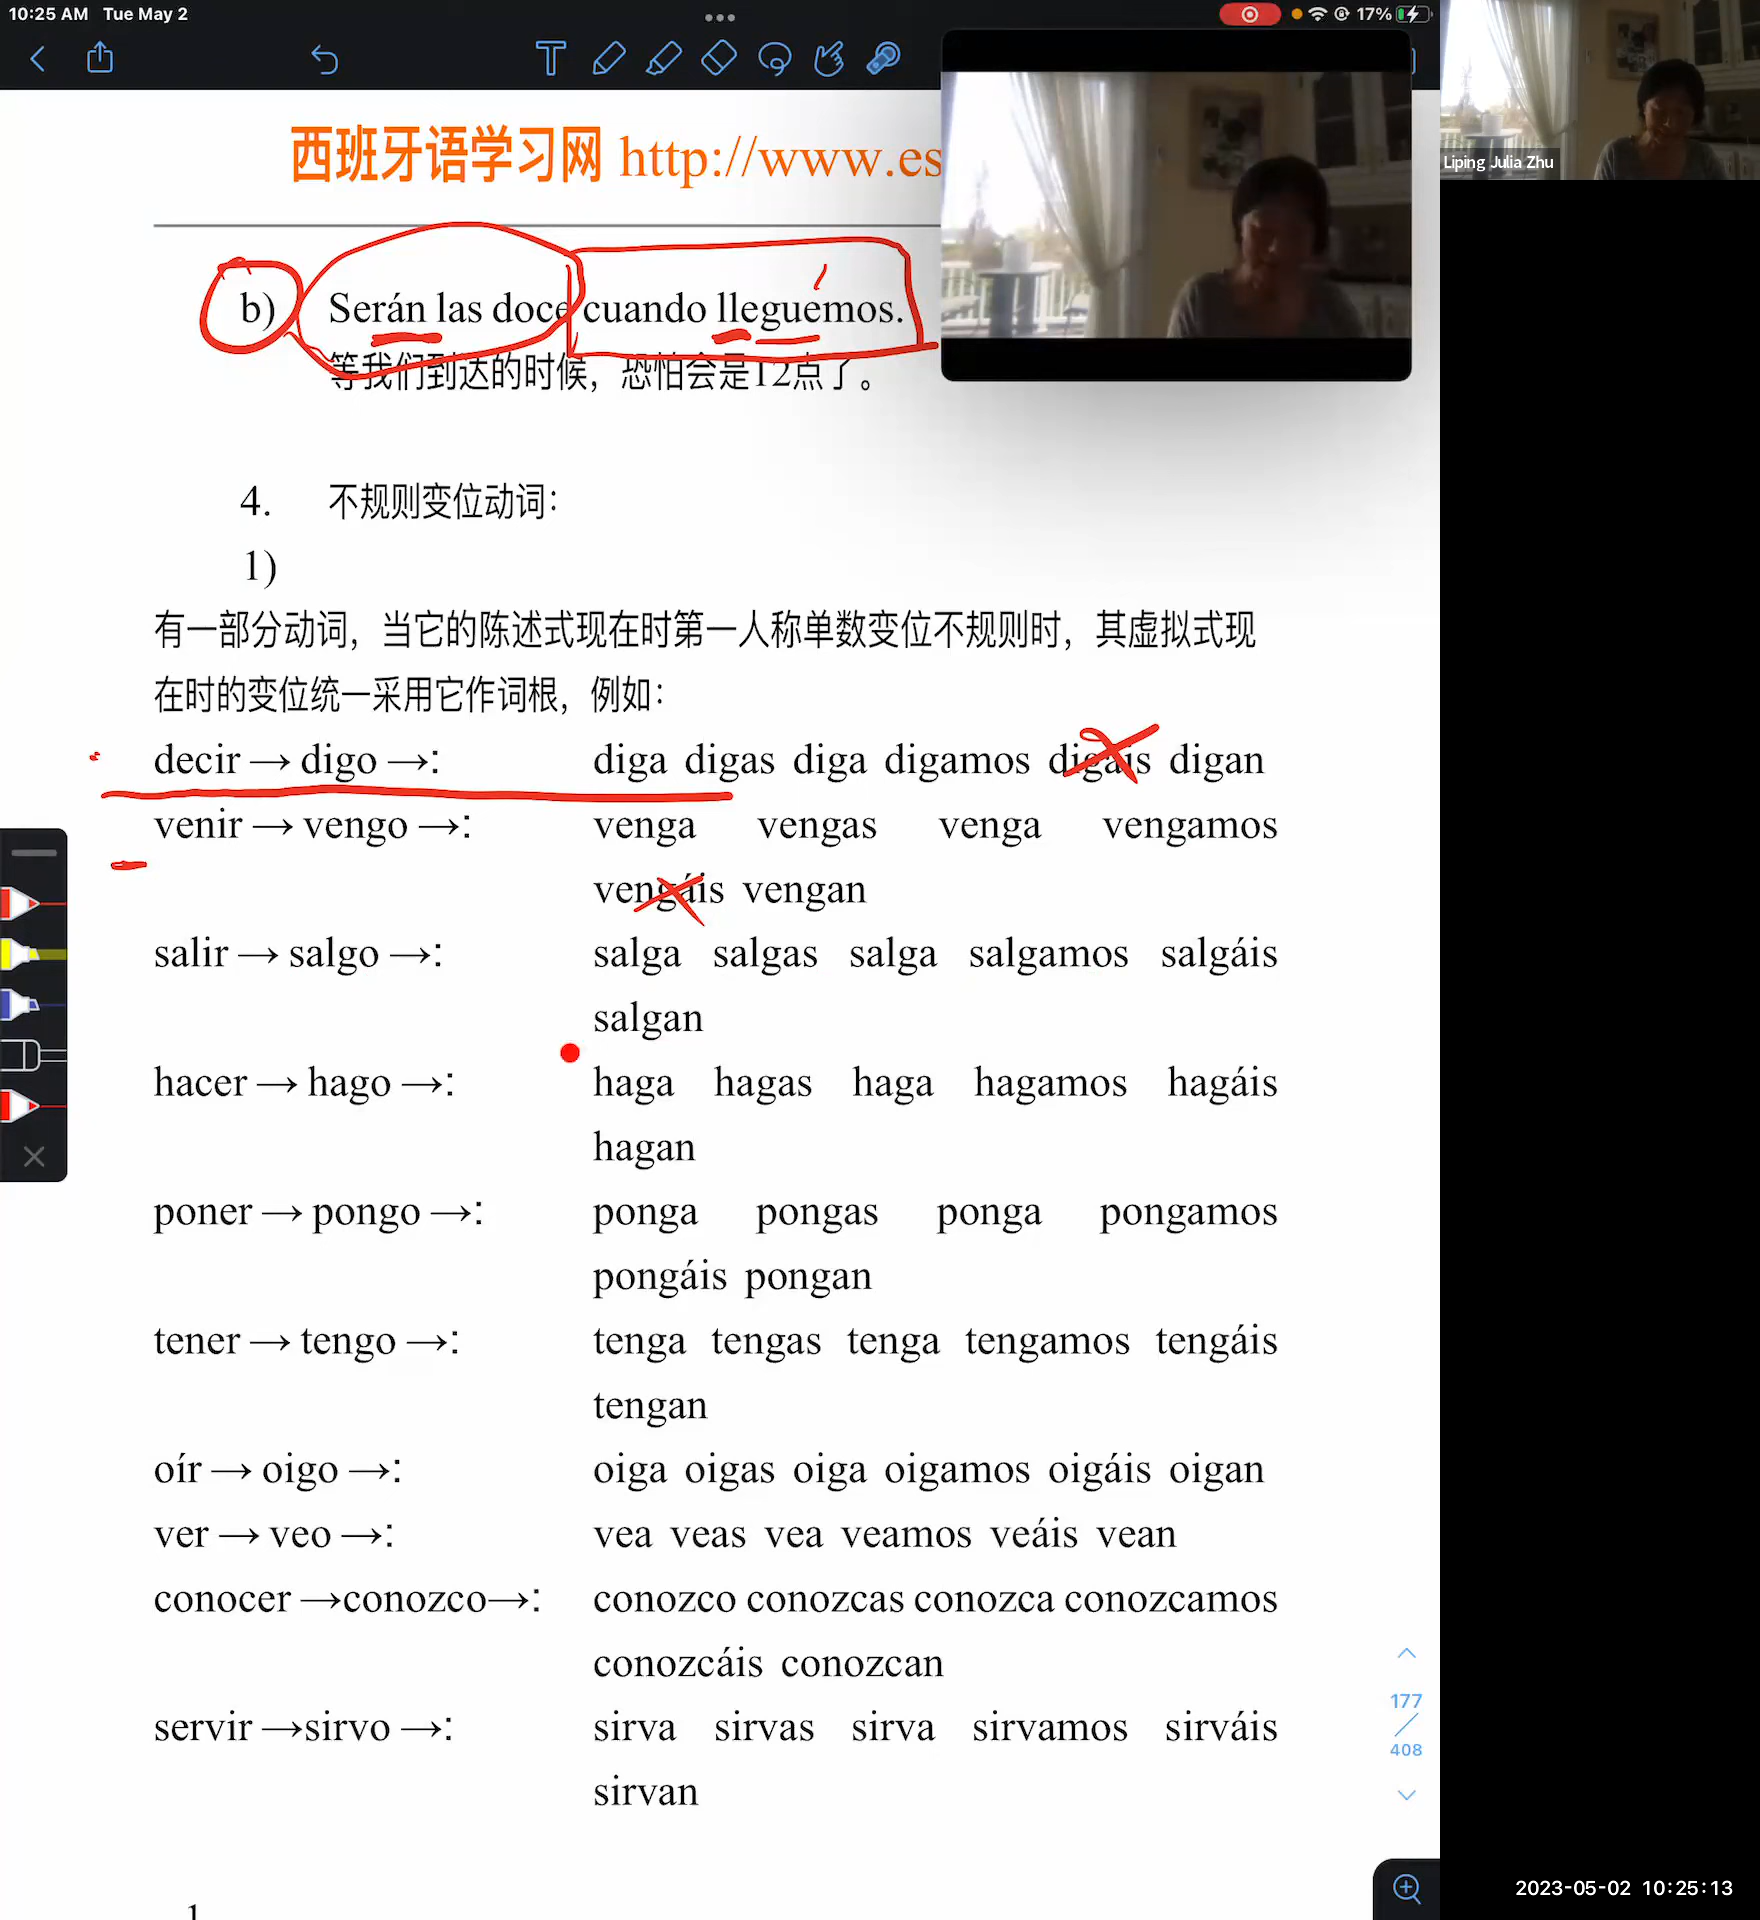 10:25 AM Tue May 2
17%
西班牙语学习网 http://www.es
Liping Julia Zhu
b) Serán las doce cuando lleguemos.
等我们到达的时候，恐怕会是12点了。
4. 不规则变位动词：
1)
有一部分动词，当它的陈述式现在时第一人称单数变位不规则时，其虚拟式现
在时的变位统一采用它作词根，例如：
decir → digo →: diga digas diga digamos digáis digan
venir → vengo →: venga vengas venga vengamos
vengáis vengan
salir → salgo →: salga salgas salga salgamos salgáis
salgan
hacer → hago →: haga hagas haga hagamos hagáis
hagan
poner → pongo →: ponga pongas ponga pongamos
pongáis pongan
tener → tengo →: tenga tengas tenga tengamos tengáis
tengan
oír → oigo →: oiga oigas oiga oigamos oigáis oigan
ver → veo →: vea veas vea veamos veáis vean
conocer →conozco→: conozco conozcas conozca conozcamos
conozcáis conozcan
servir →sirvo →: sirva sirvas sirva sirvamos sirváis
sirvan
177
408
1
2023-05-02 10:25:13